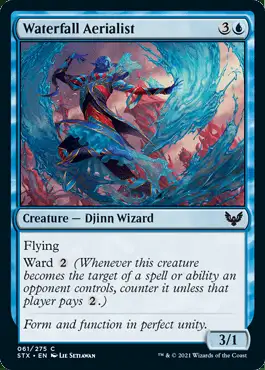 Waterfall Aerialist 3
Creature — Djinn Wizard
Flying
Ward 2 (Whenever this creature
becomes the target of a spell or ability an
opponent controls, counter it unless that
player pays 2.)
Form and function in perfect unity.
3/1
061/275 C
STX • EN LIE SETIAWAN
™ & © 2021 Wizards of the Coast